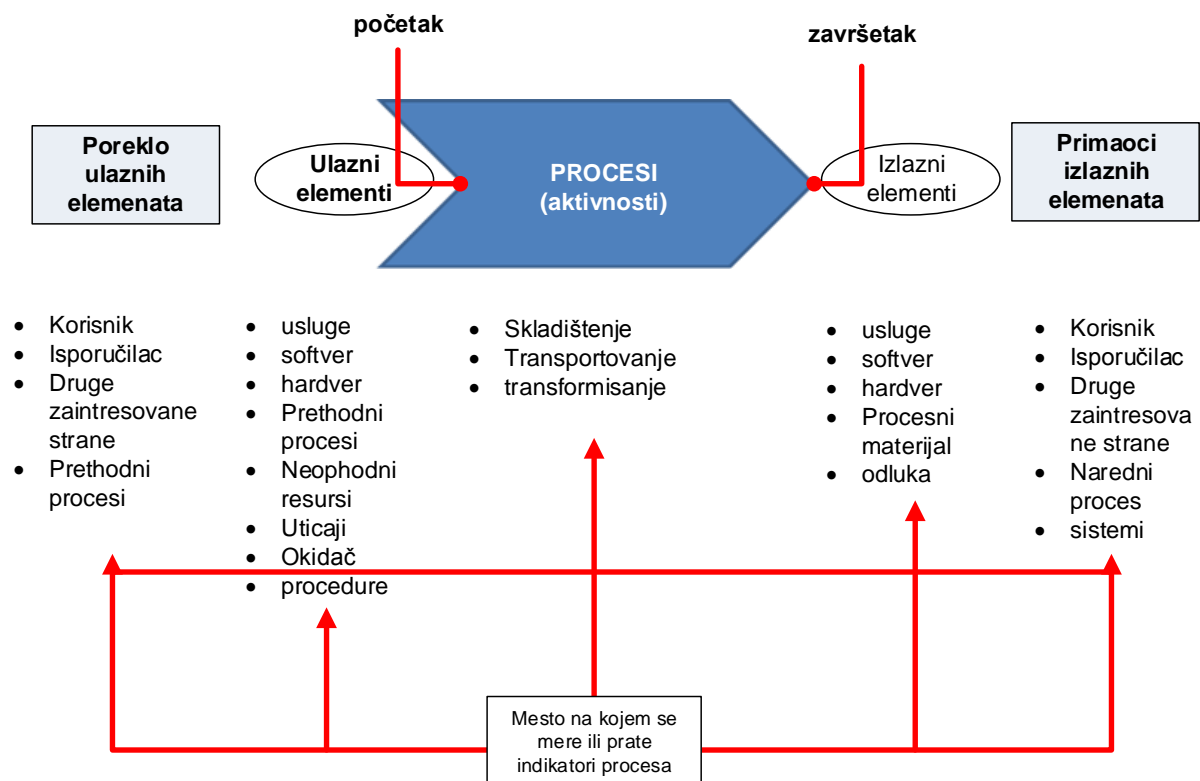 početak
završetak
Poreklo
ulaznih
elemenata
Ulazni
elementi
PROCESI
(aktivnosti)
Izlazni
elementi
Primaoci
izlaznih
elemenata
• Korisnik
• Isporučilac
• Druge
zaintresovane
strane
• Prethodni
procesi
• usluge
• softver
• hardver
• Prethodni
procesi
• Neophodni
resursi
• Uticaji
• Okidač
• procedure
• Skladištenje
• Transportovanje
• transformisanje
• usluge
• softver
• hardver
• Procesni
materijal
• odluka
• Korisnik
• Isporučilac
• Druge
zaintresova
ne strane
• Naredni
proces
• sistemi
Mesto na kojem se
mere ili prate
indikatori procesa